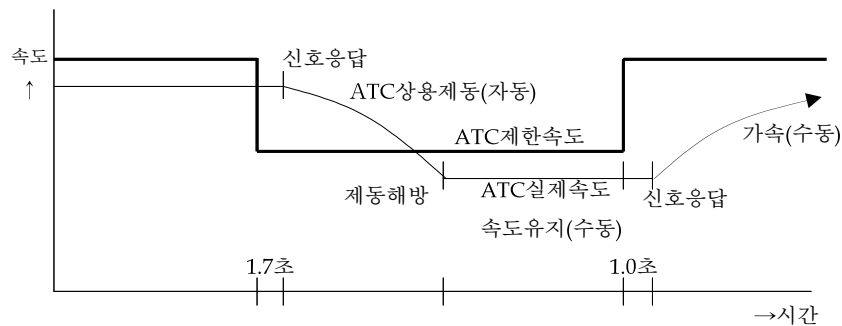 신호응답
속도
↑
ATC상용제동(자동)
ATC제한속도
가속(수동)
제동해방
ATC실제속도
신호응답
속도유지(수동)
1.7초
1.0초
→시간